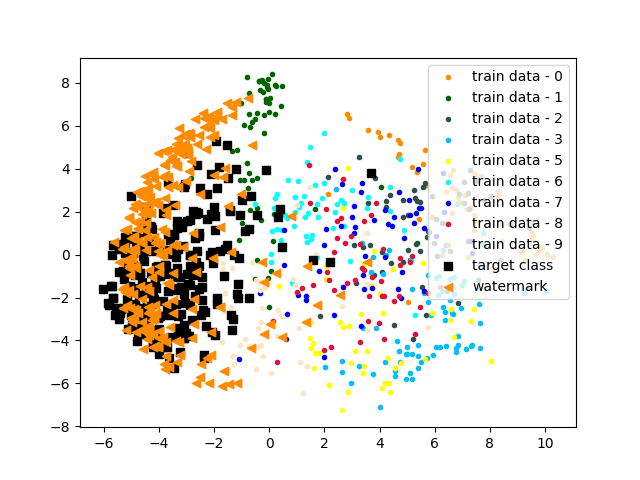 8
6
4
2
0
−2
−4
−6
−8
−6
−4
−2
0
2
4
6
8
10
train data - 0
train data - 1
train data - 2
train data - 3
train data - 5
train data - 6
train data - 7
train data - 8
train data - 9
target class
watermark